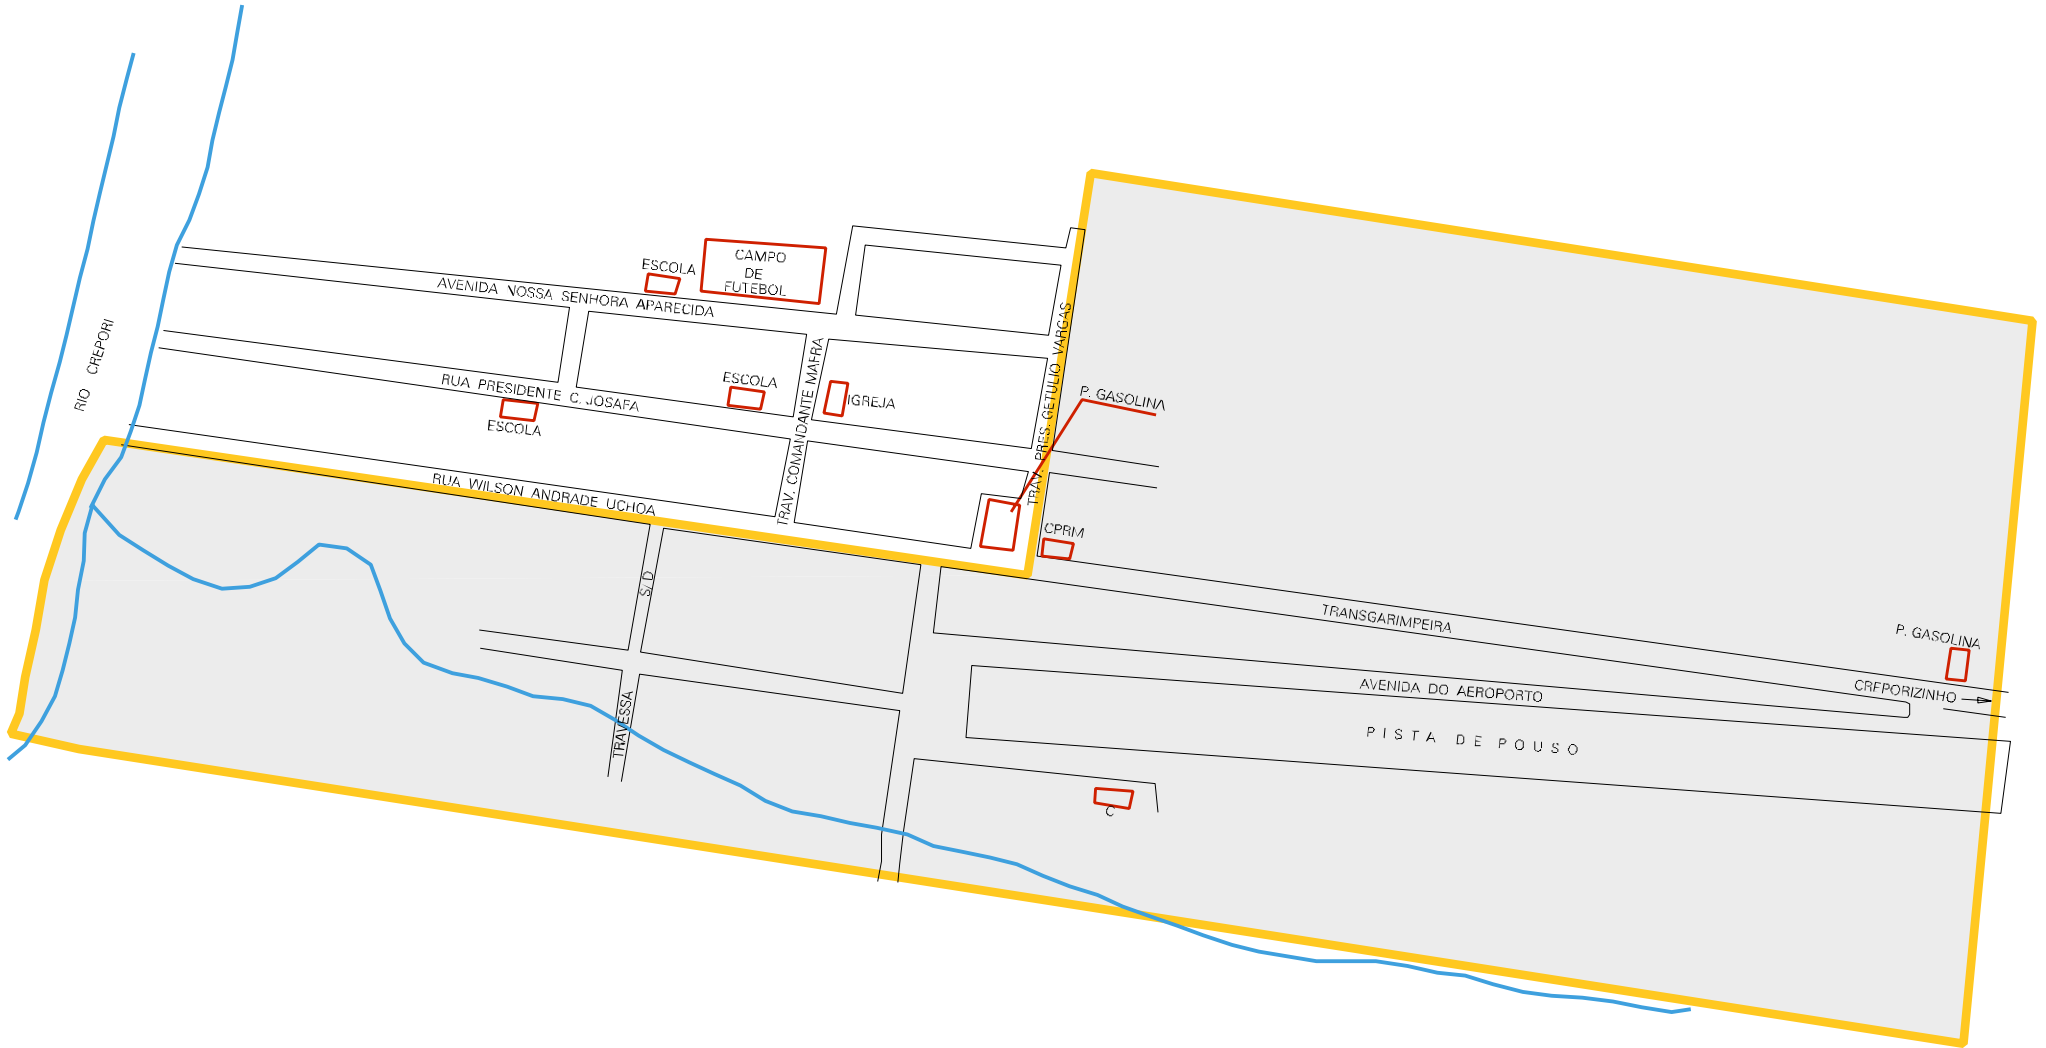 CAMPO
DE
FUTEBOL
ESCOLA
AVENIDA NOSSA SENHORA APARECIDA
RIO CREPORI
TRAV. PRES. GETULIO VARGAS
TRAV. COMANDANTE MAFRA
ESCOLA
RUA PRESIDENTE C. JOSAFA
IGREJA
P. GASOLINA
ESCOLA
RUA WILSON ANDRADE UCHOA
CPRM
S/D
TRANSGARIMPEIRA
P. GASOLINA
CREPORIZINHO
AVENIDA DO AEROPORTO
TRAVESSA
PISTA DE POUSO
C